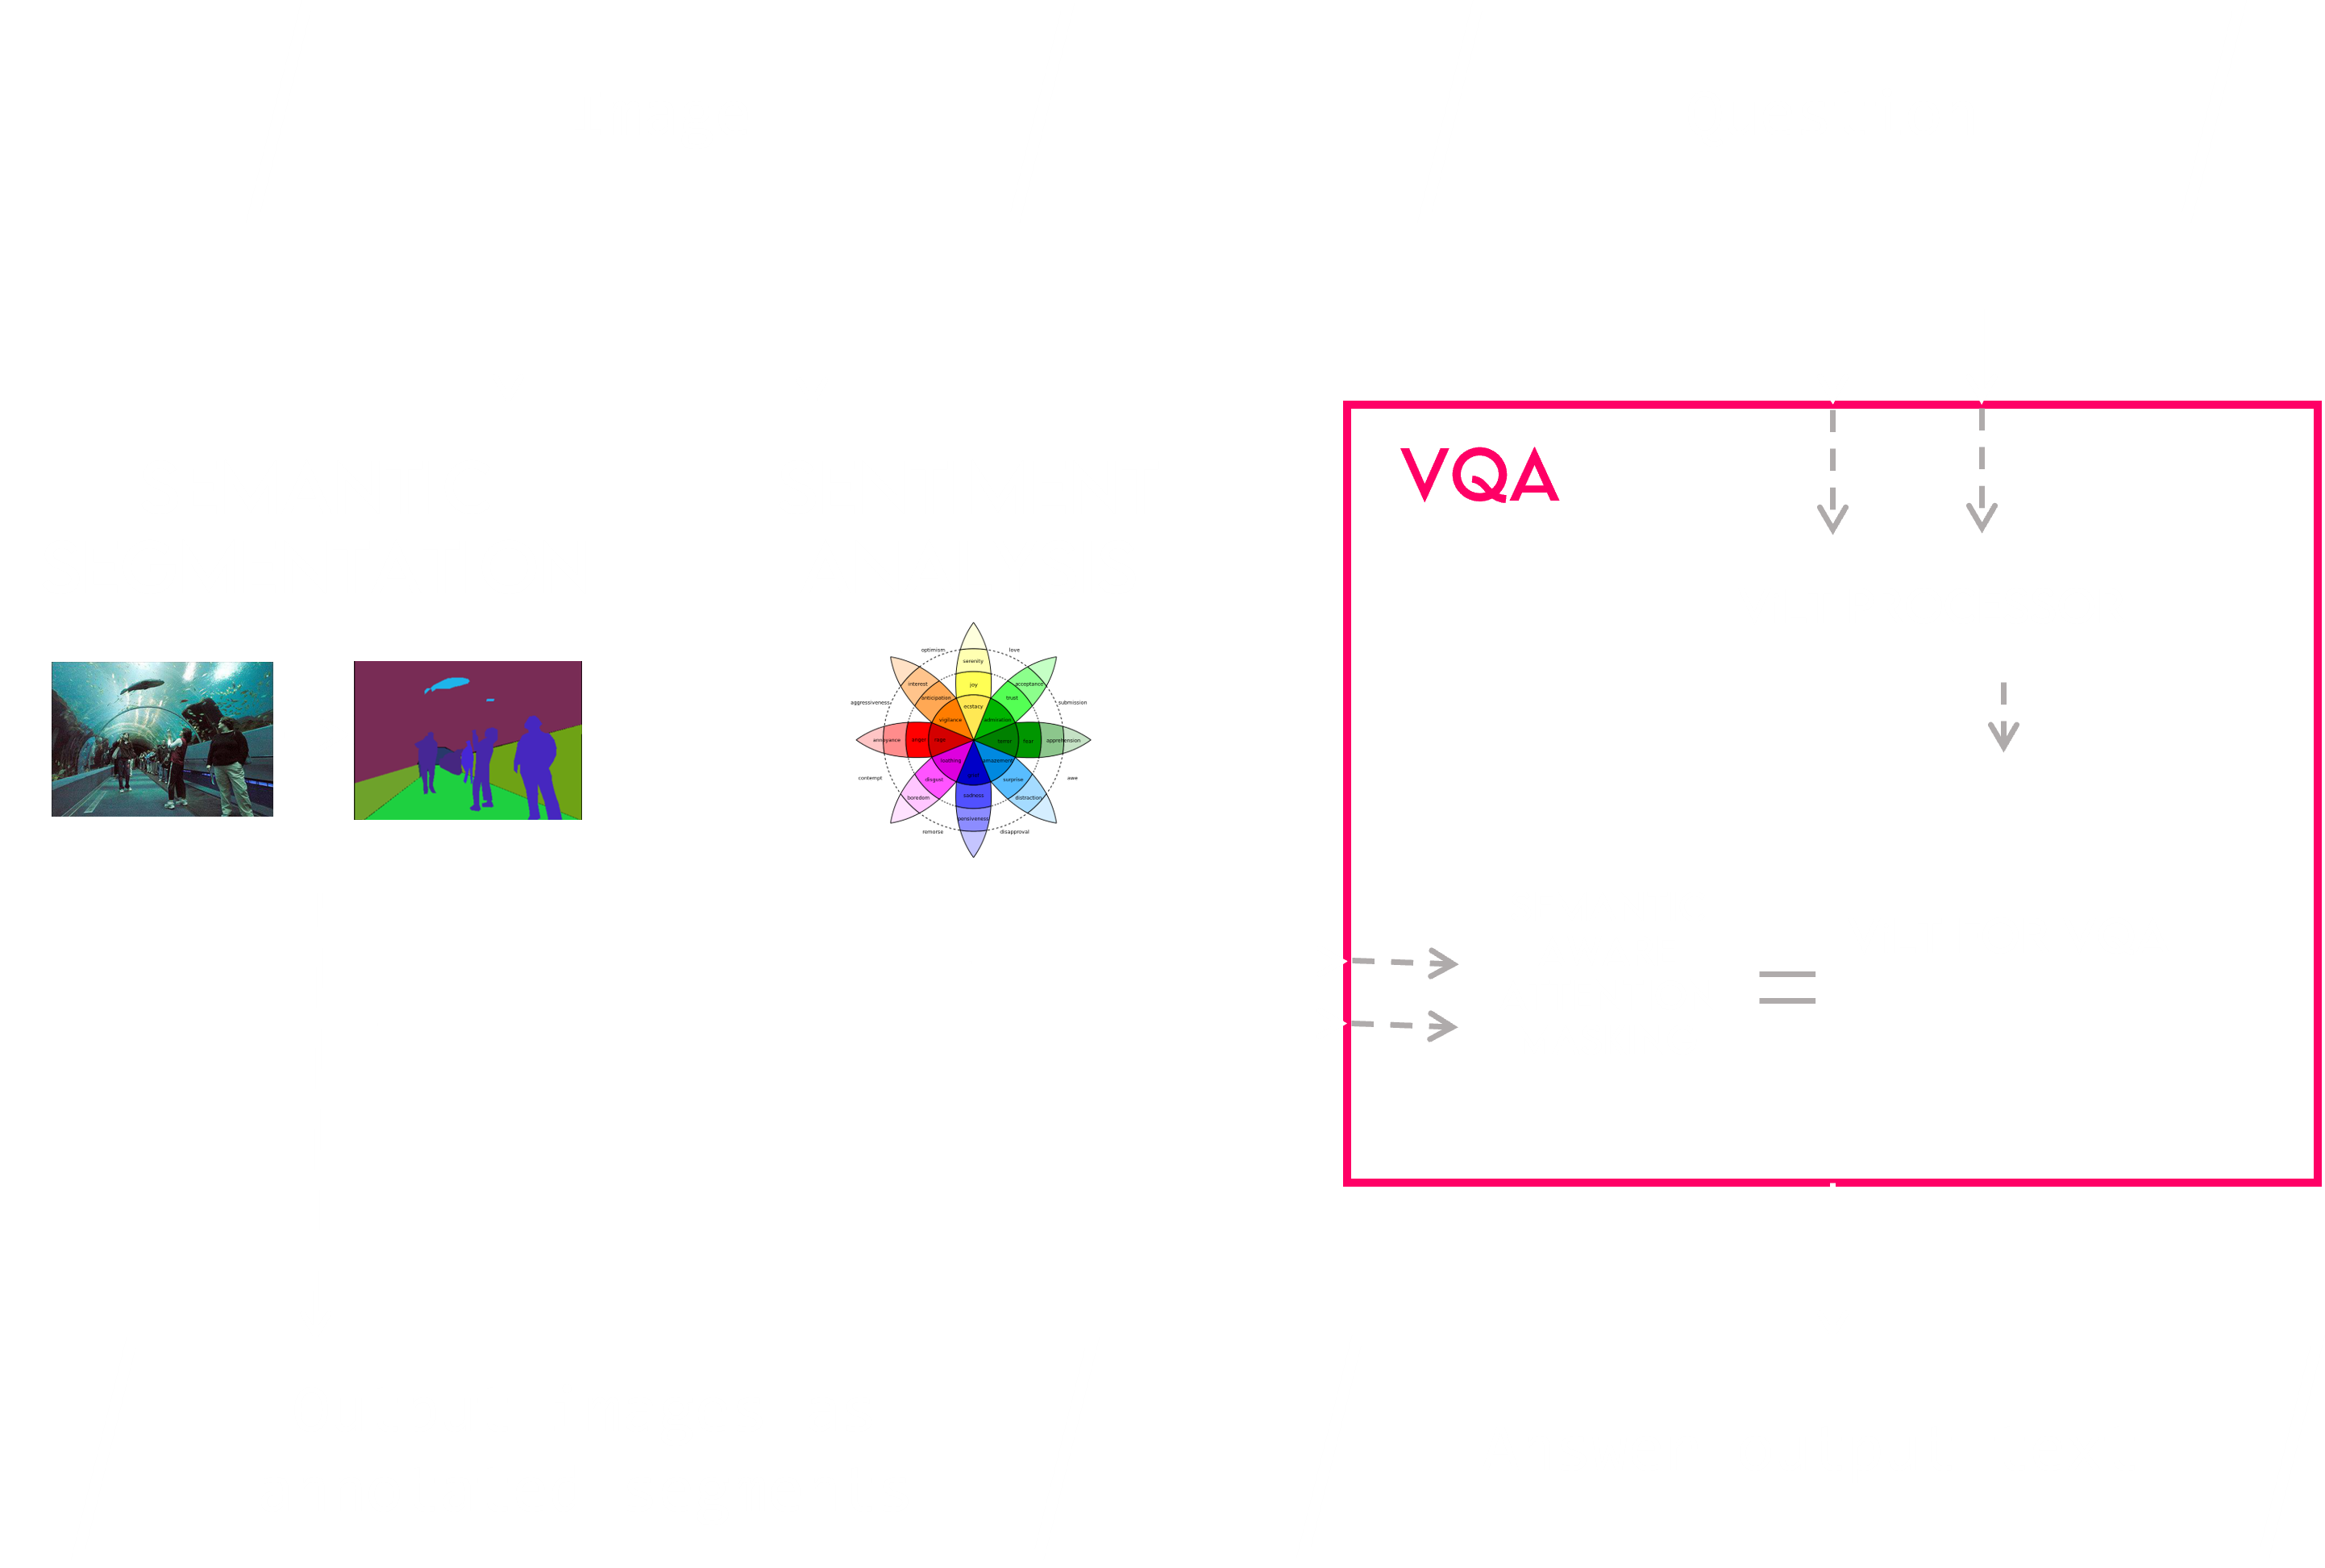 VQA
optimism
love
serenity
interest
acceptance
joy
anticipation
trust
aggressiveness
ecstacy
submission
vigilance
admiration
annoyance
anger
rage
terror
fear
apprehension
loathing
amazement
contempt
disgust
surprise
awe
boredom
sadness
distraction
pensiveness
remorse
disapproval